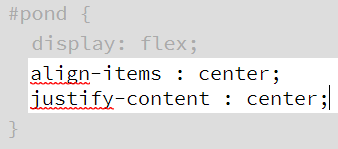 #pond {
display: flex;
align-items : center;
justify-content : center;
}